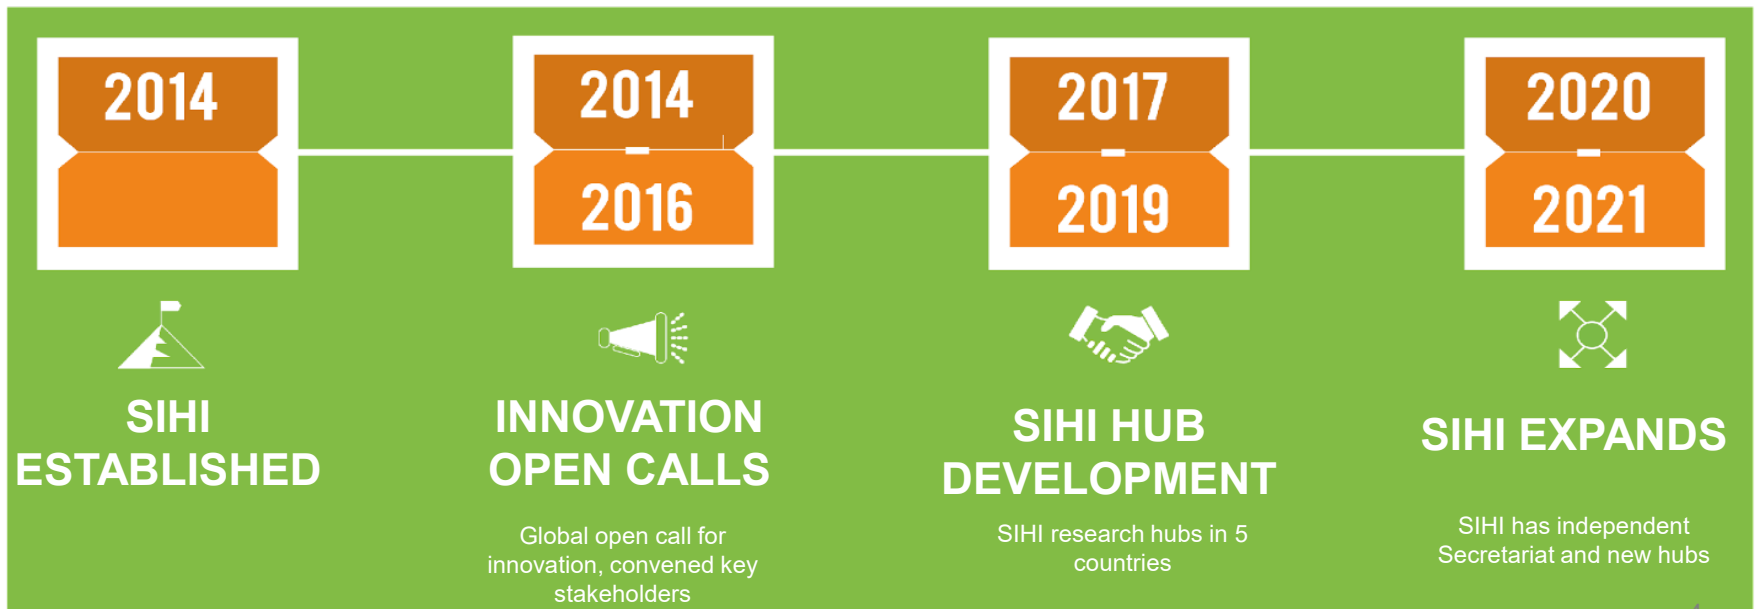 2014
SIHI
ESTABLISHED
2014
2016
INNOVATION
OPEN CALLS
Global open call for
innovation, convened key
stakeholders
2017
2019
SIHI HUB
DEVELOPMENT
SIHI research hubs in 5
countries
2020
2021
SIHI EXPANDS
SIHI has independent
Secretariat and new hubs